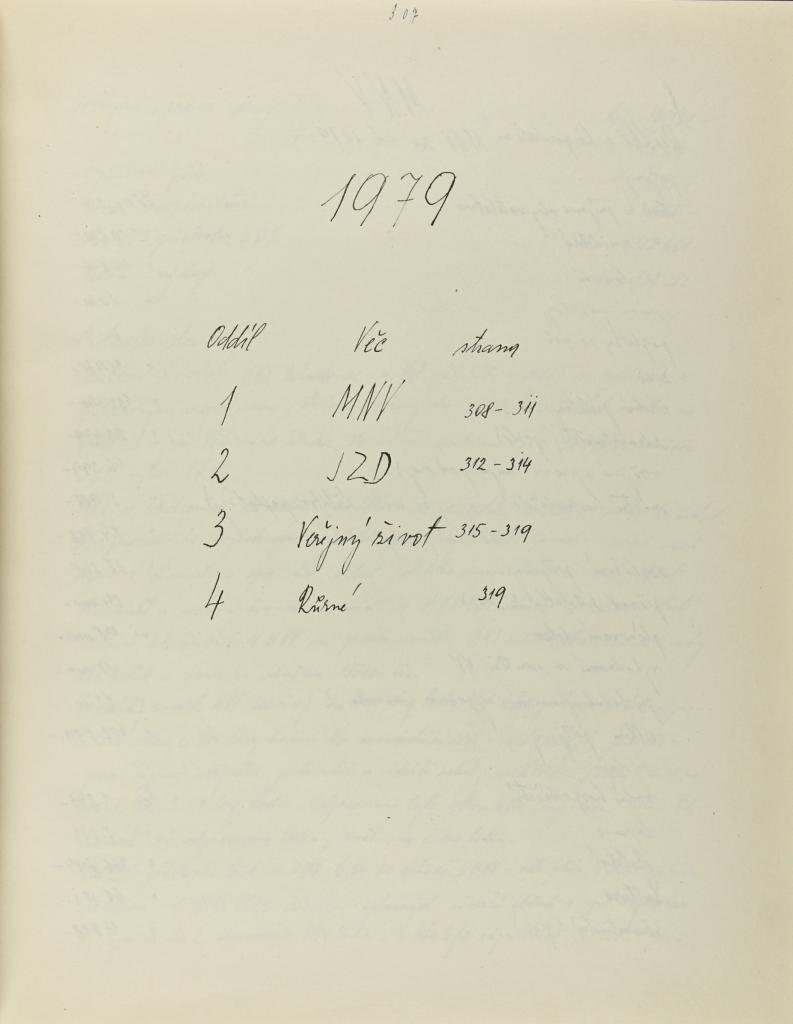 307
1979
Oddíl Věc strana
1 MNV 308 - 311
2 JZD 312 - 314
3 Veřejný život 315 - 319
4 Různé 319